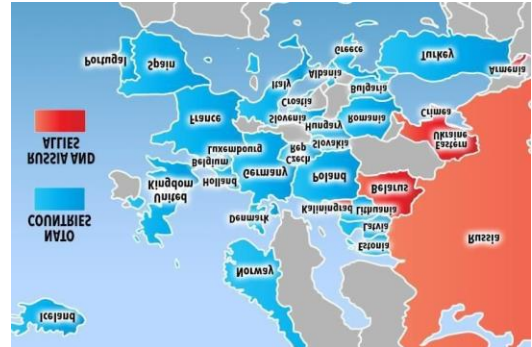 Iceland
Norway
Russia
NATO
COUNTRIES
Estonia
Latvia
Denmark
Lithuania
Kaliningrad
United
Kingdom
Holland
Belarus
Germany
Poland
Belgium
Luxembourg
Czech
Rep
Slovakia
Eastern
Ukraine
RUSSIA AND
ALLIES
France
Hungary
Slovenia
Romania
Crimea
Croatia
Italy
Bulgaria
Albania
Spain
Portugal
Greece
Turkey
Armenia